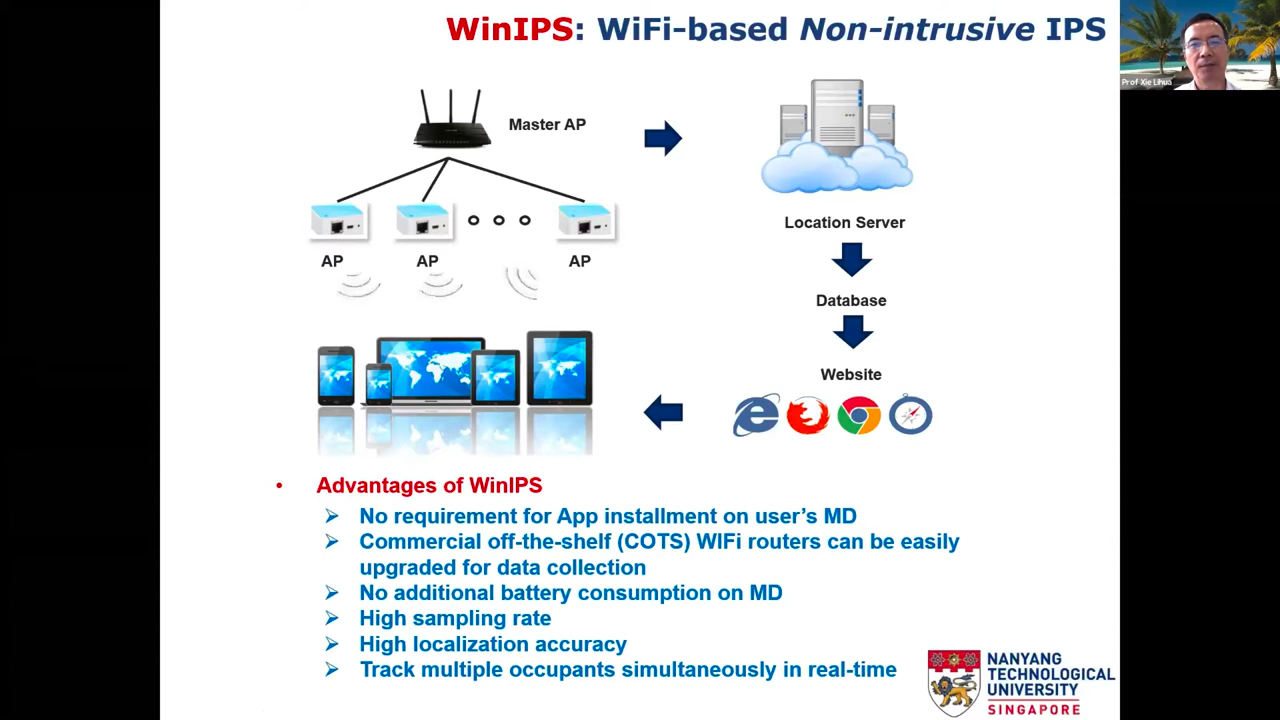 WinIPS: WiFi-based Non-intrusive IPS
Prof Xie Lihua
Master AP
AP
AP
AP
Location Server
Database
Website
• Advantages of WinIPS
➢ No requirement for App installment on user's MD
➢ Commercial off-the-shelf (COTS) WIFi routers can be easily
upgraded for data collection
➢ No additional battery consumption on MD
➢ High sampling rate
➢ High localization accuracy
➢ Track multiple occupants simultaneously in real-time
NANYANG
TECHNOLOGICAL
UNIVERSITY
SINGAPORE